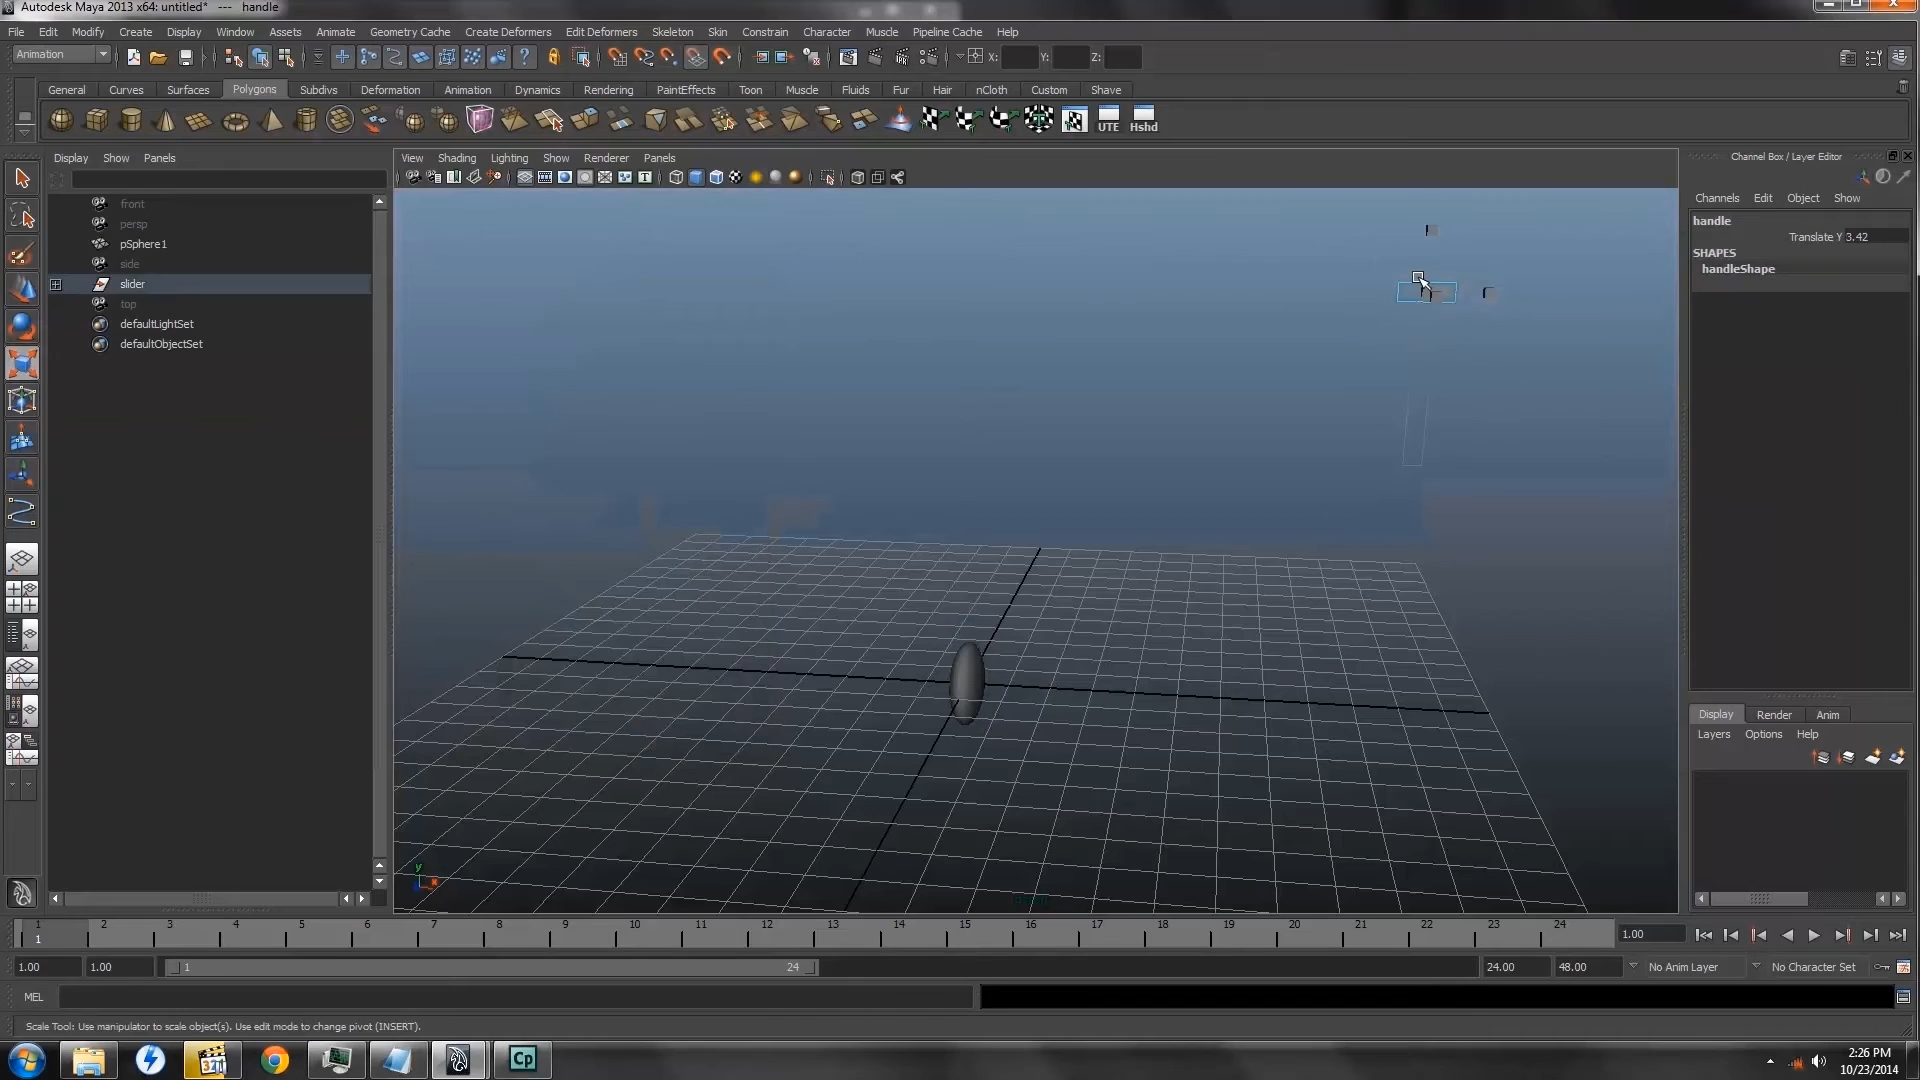 Autodesk Maya 2013 x64: untitled* --- handle
File Edit Modify Create Display Window Assets Animate Geometry Cache Create Deformers Edit Deformers Skeleton Skin Constrain Character Muscle Pipeline Cache Help
Animation X: Y: Z:
General Curves Surfaces Polygons Subdivs Deformation Animation Dynamics Rendering PaintEffects Toon Muscle Fluids Fur Hair nCloth Custom Shave
UTE Hshd
Display Show Panels
View Shading Lighting Show Renderer Panels
Channel Box / Layer Editor
Channels Edit Object Show
front
persp
pSphere1
side
slider
top
defaultLightSet
defaultObjectSet
handle
Translate Y 3.42
SHAPES
handleShape
Display Render Anim
Layers Options Help
y
x
1 2 3 4 5 6 7 8 9 10 11 12 13 14 15 16 17 18 19 20 21 22 23 24
1 1.00
1.00 1.00 1 24 24.00 48.00 No Anim Layer No Character Set
MEL
Scale Tool: Use manipulator to scale object(s). Use edit mode to change pivot (INSERT).
321
Cp
2:26 PM
10/23/2014